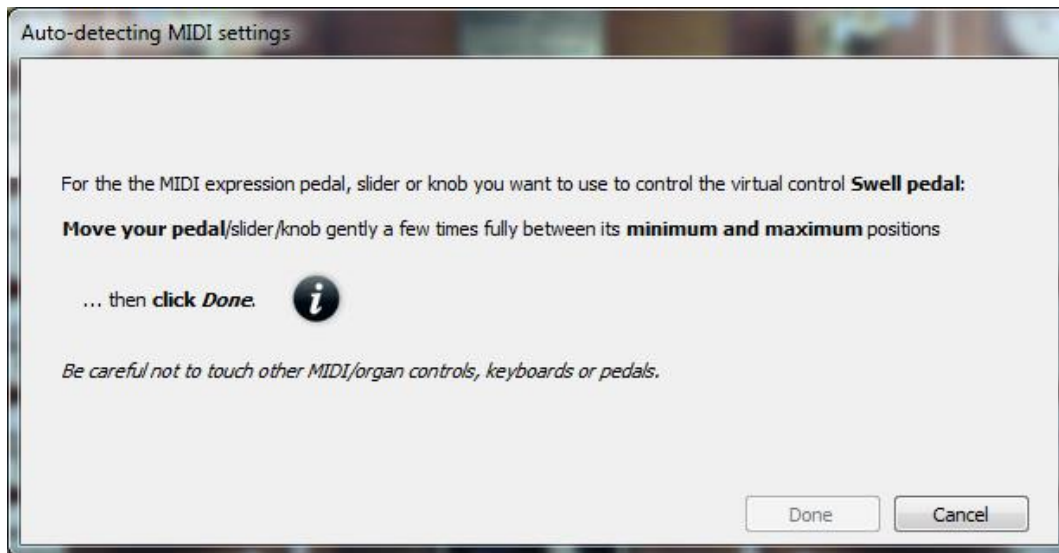 Auto-detecting MIDI settings
For the the MIDI expression pedal, slider or knob you want to use to control the virtual control Swell pedal:
Move your pedal/slider/knob gently a few times fully between its minimum and maximum positions
... then click Done.
i
Be careful not to touch other MIDI/organ controls, keyboards or pedals.
Done
Cancel